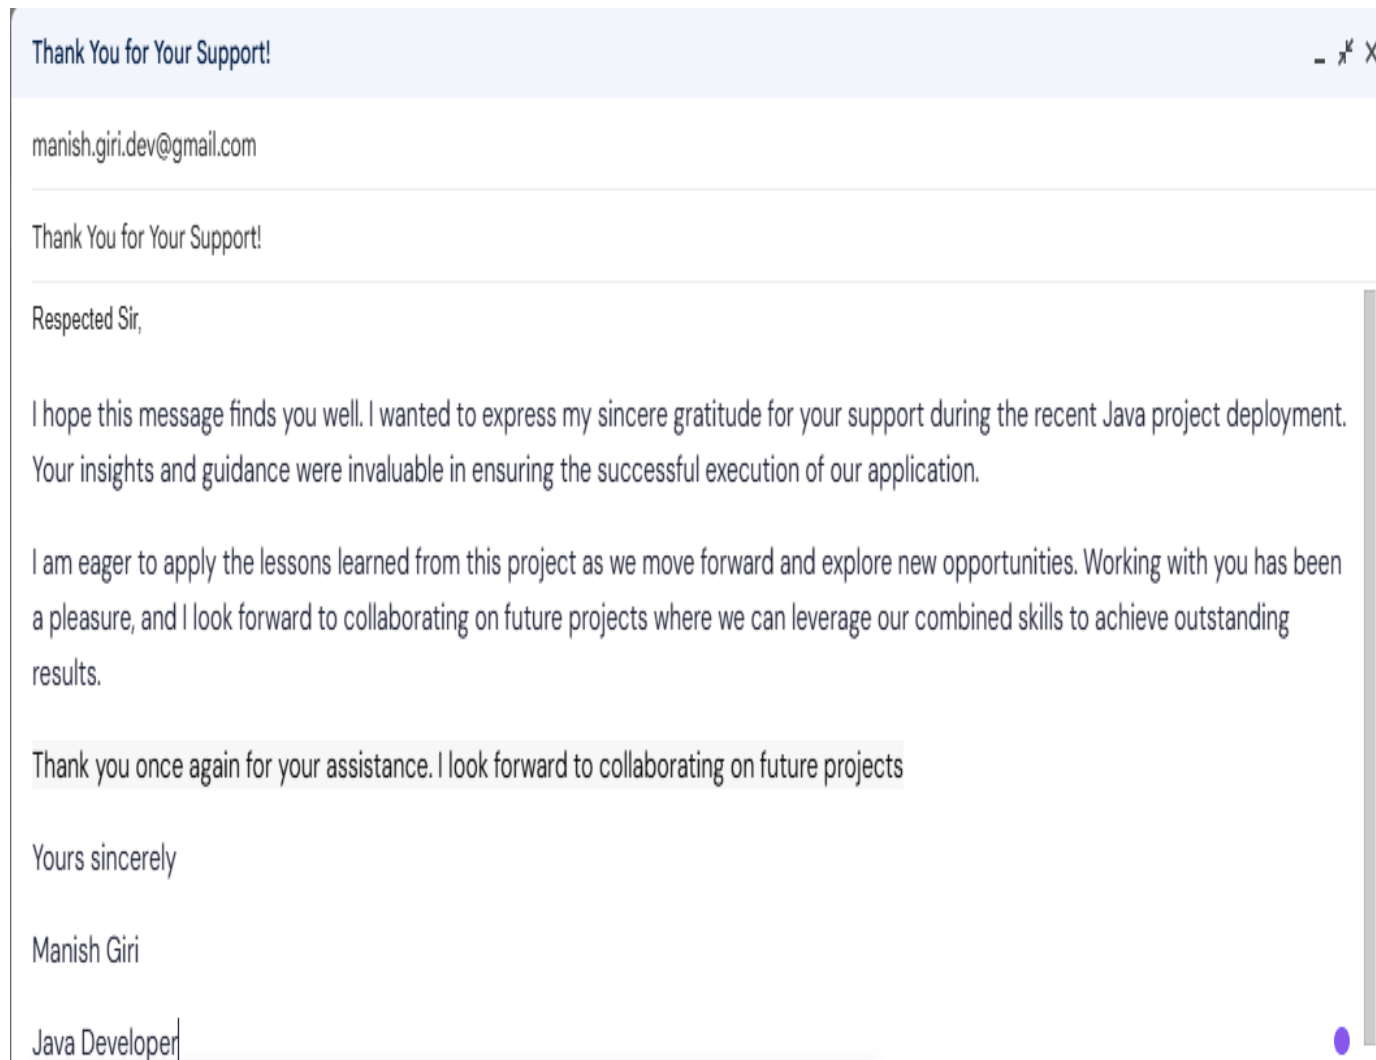 Thank You for Your Support!
manish.giri.dev@gmail.com
Thank You for Your Support!
Respected Sir,
I hope this message finds you well. I wanted to express my sincere gratitude for your support during the recent Java project deployment.
Your insights and guidance were invaluable in ensuring the successful execution of our application.
I am eager to apply the lessons learned from this project as we move forward and explore new opportunities. Working with you has been
a pleasure, and I look forward to collaborating on future projects where we can leverage our combined skills to achieve outstanding
results.
Thank you once again for your assistance. I look forward to collaborating on future projects
Yours sincerely
Manish Giri
Java Developer